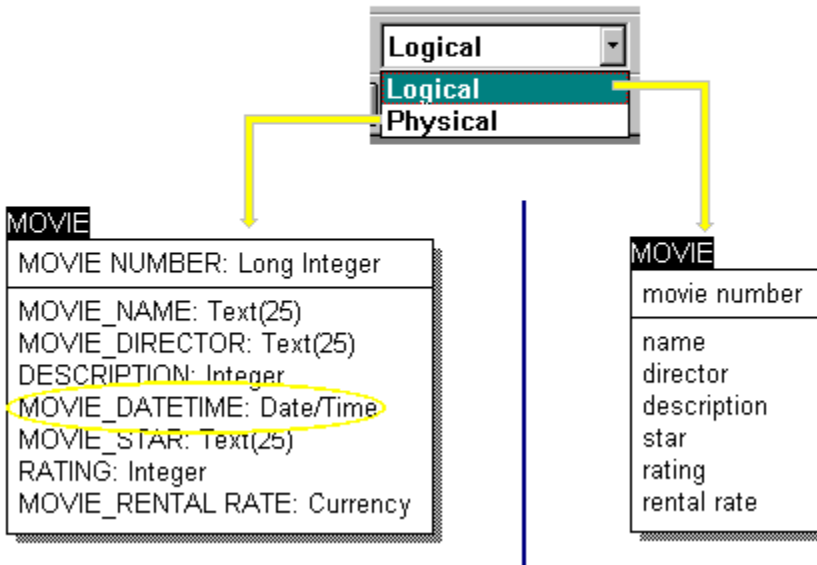 Logical
Logical
Physical
MOVIE
MOVIE NUMBER: Long Integer
MOVIE_NAME: Text(25)
MOVIE_DIRECTOR: Text(25)
DESCRIPTION: Integer
MOVIE_DATETIME: Date/Time
MOVIE_STAR: Text(25)
RATING: Integer
MOVIE_RENTAL RATE: Currency
MOVIE
movie number
name
director
description
star
rating
rental rate